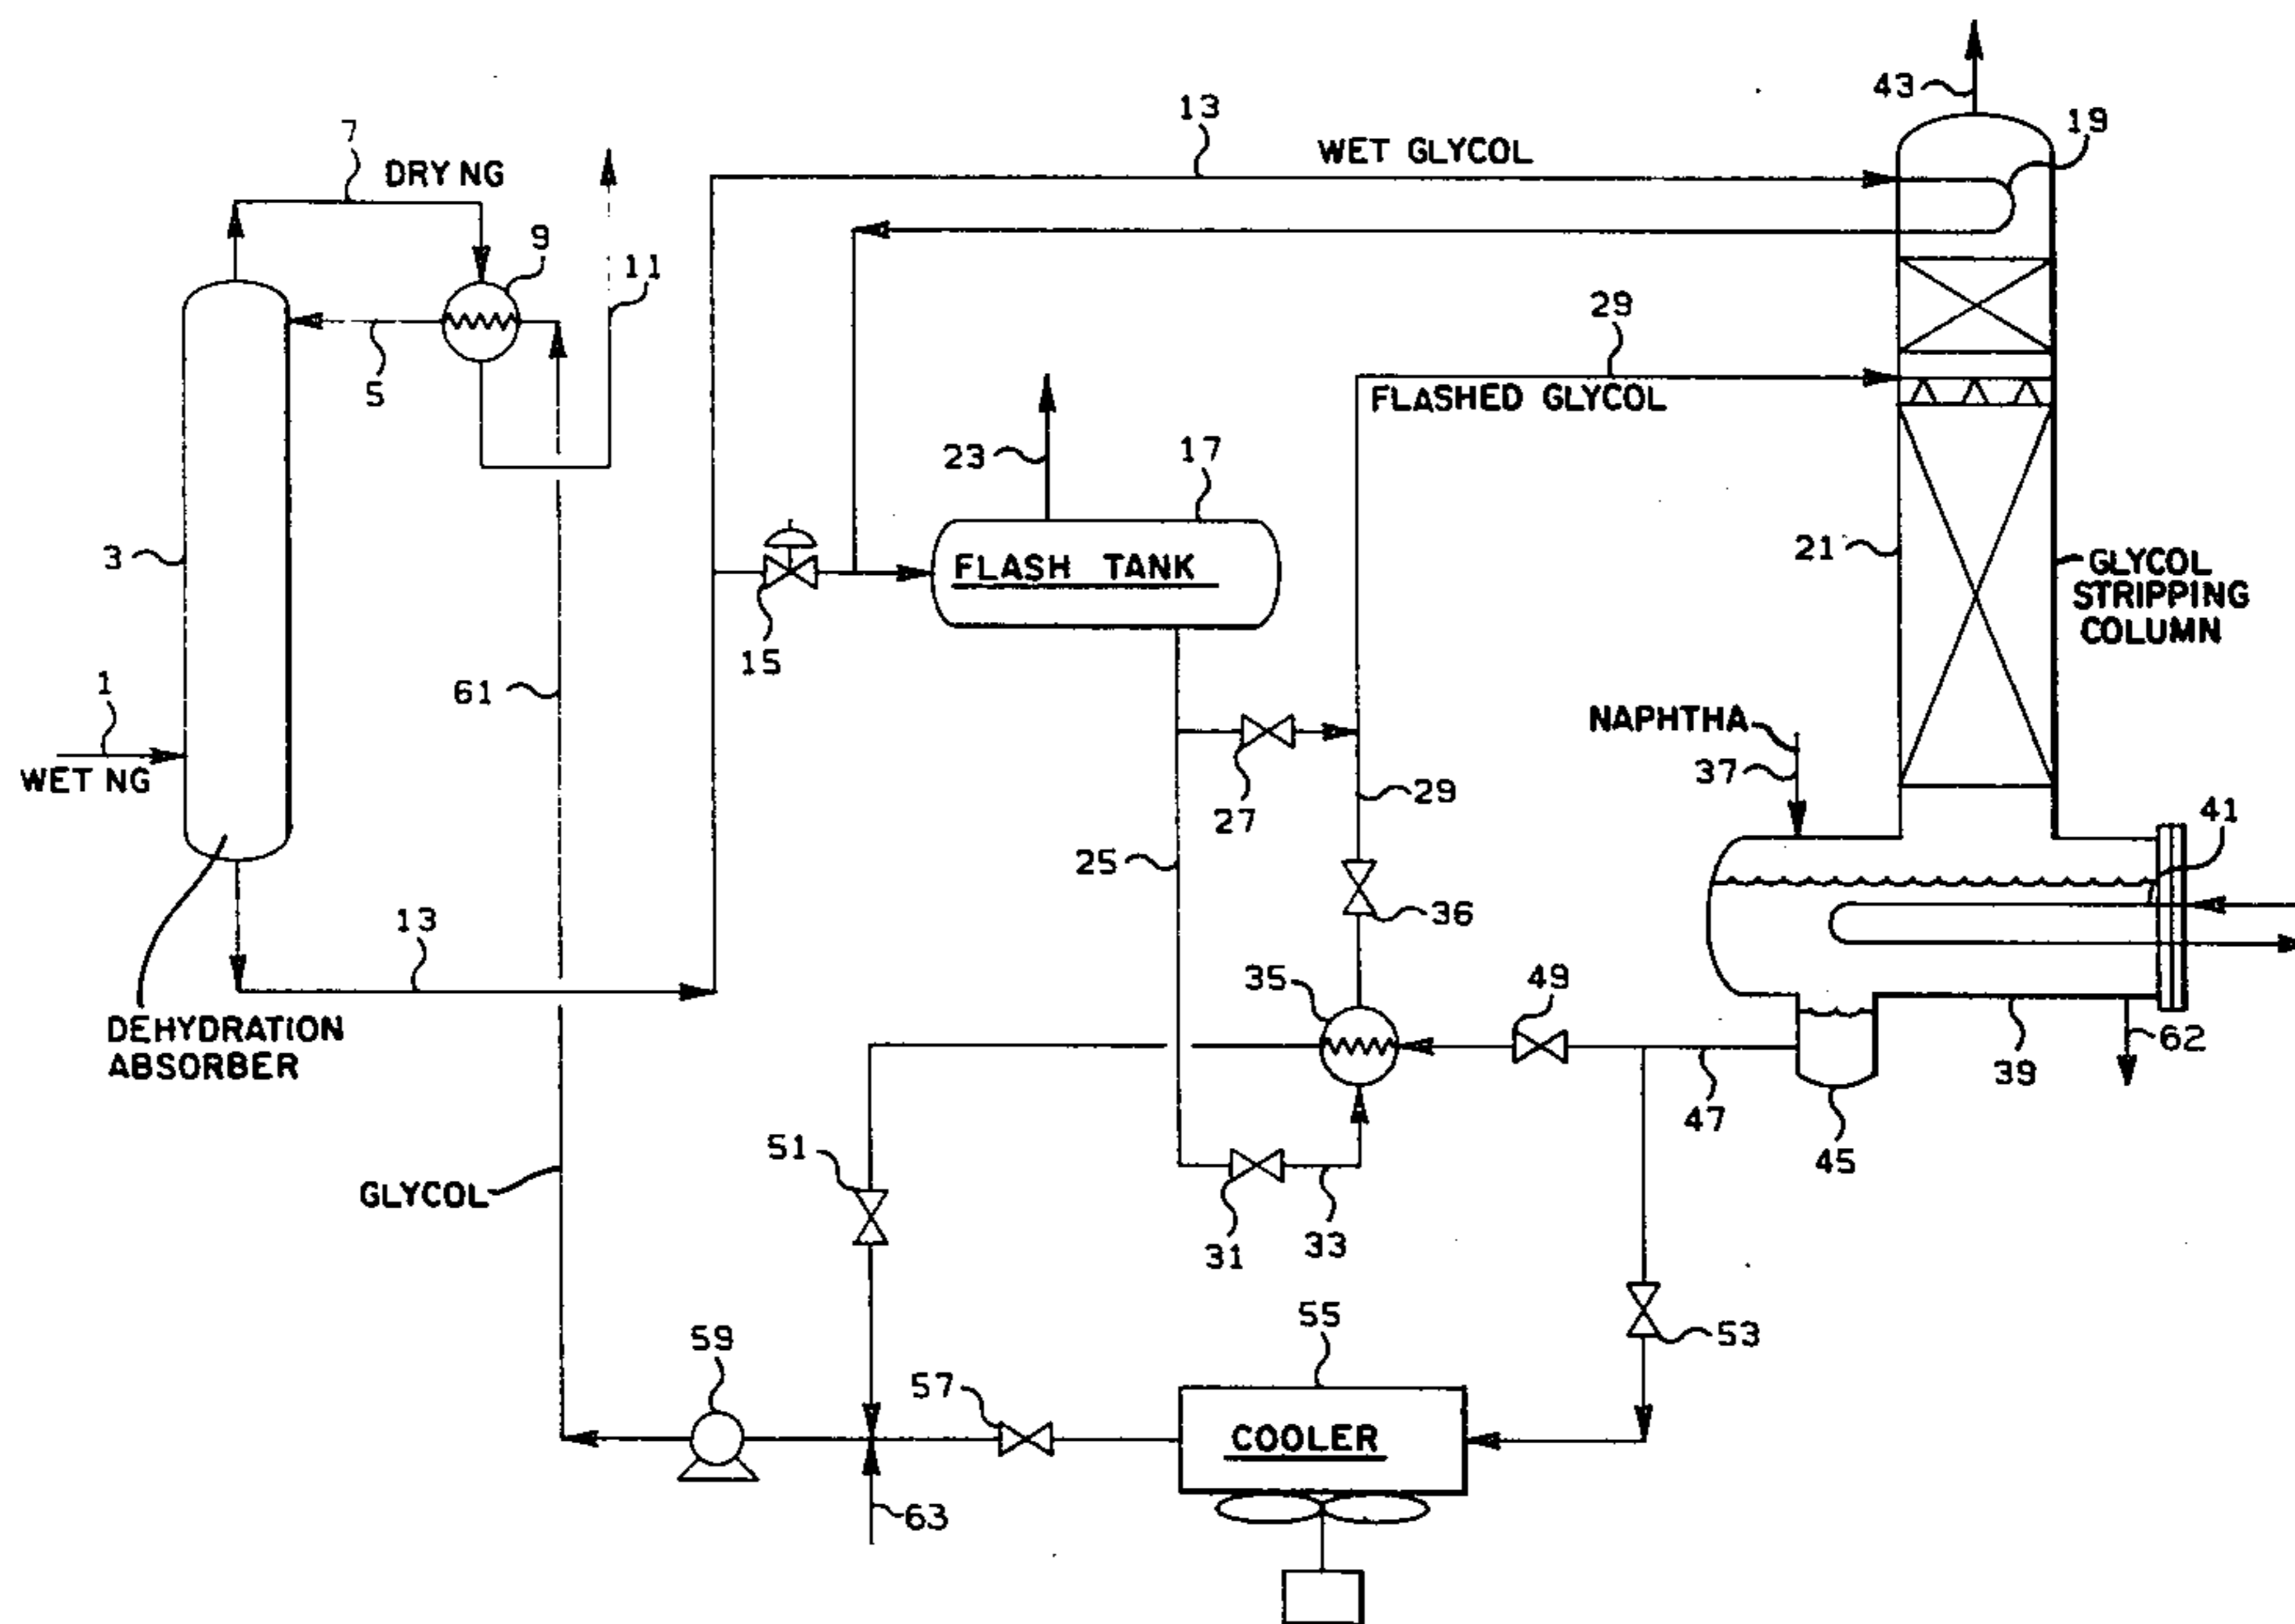 43
13
19
WET GLYCOL
7
DRY NG
9
11
29
5
FLASHED GLYCOL
23
17
3
FLASH TANK
21
GLYCOL
STRIPPING
COLUMN
15
1
61
NAPHTHA
WET NG
37
29
27
41
25
36
13
35
49
DEHYDRATION
ABSORBER
62
39
47
51
45
GLYCOL
31
33
55
53
59
57
COOLER
63